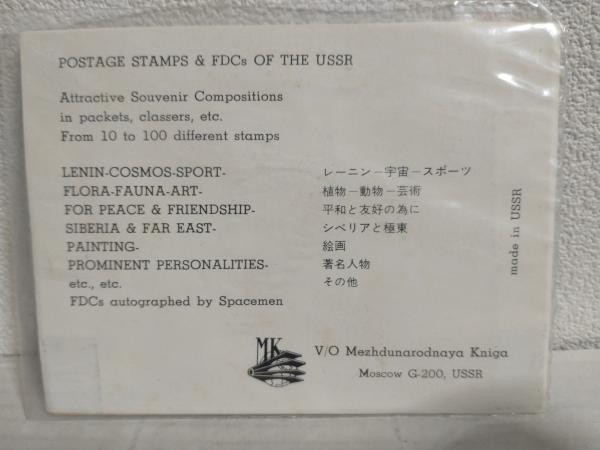 POSTAGE STAMPS & FDCs OF THE USSR
Attractive Souvenir Compositions
in packets, classers, etc.
From 10 to 100 different stamps
LENIN-COSMOS-SPORT- レーニン－宇宙－スポーツ
FLORA-FAUNA-ART- 植物－動物－芸術
FOR PEACE & FRIENDSHIP- 平和と友好の為に
SIBERIA & FAR EAST- シベリアと極東
PAINTING- 絵画
PROMINENT PERSONALITIES- 著名人物
etc., etc. その他
FDCs autographed by Spacemen
made in USSR
MK
V/O Mezhdunarodnaya Kniga
Moscow G-200, USSR